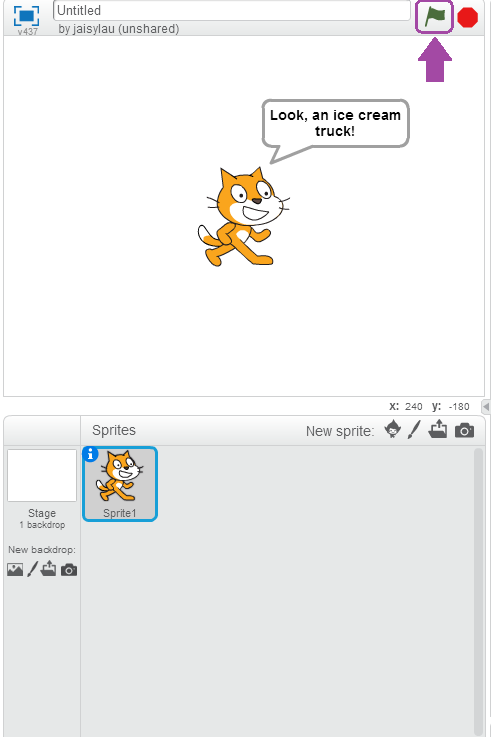 Untitled
v437
by jaisylau (unshared)
Look, an ice cream
truck!
x: 240 y: -180
Sprites
New sprite:
i
Sprite1
Stage
1 backdrop
New backdrop: